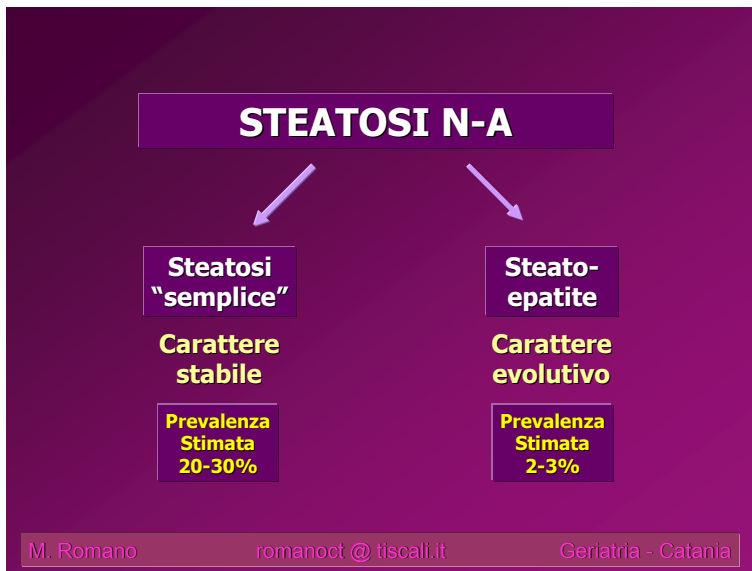 STEATOSI N-A
Steatosi
“semplice”
Carattere
stabile
Prevalenza
Stimata
20-30%
Steato-
epatite
Carattere
evolutivo
Prevalenza
Stimata
2-3%
M. Romano romanoct @ tiscali.it Geriatria - Catania